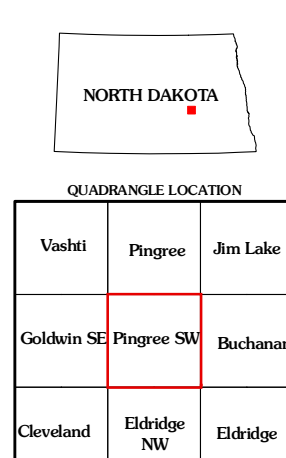 NORTH DAKOTA
QUADRANGLE LOCATION
Vashti Pingree Jim Lake
Goldwin SE Pingree SW Buchanan
Cleveland Eldridge NW Eldridge